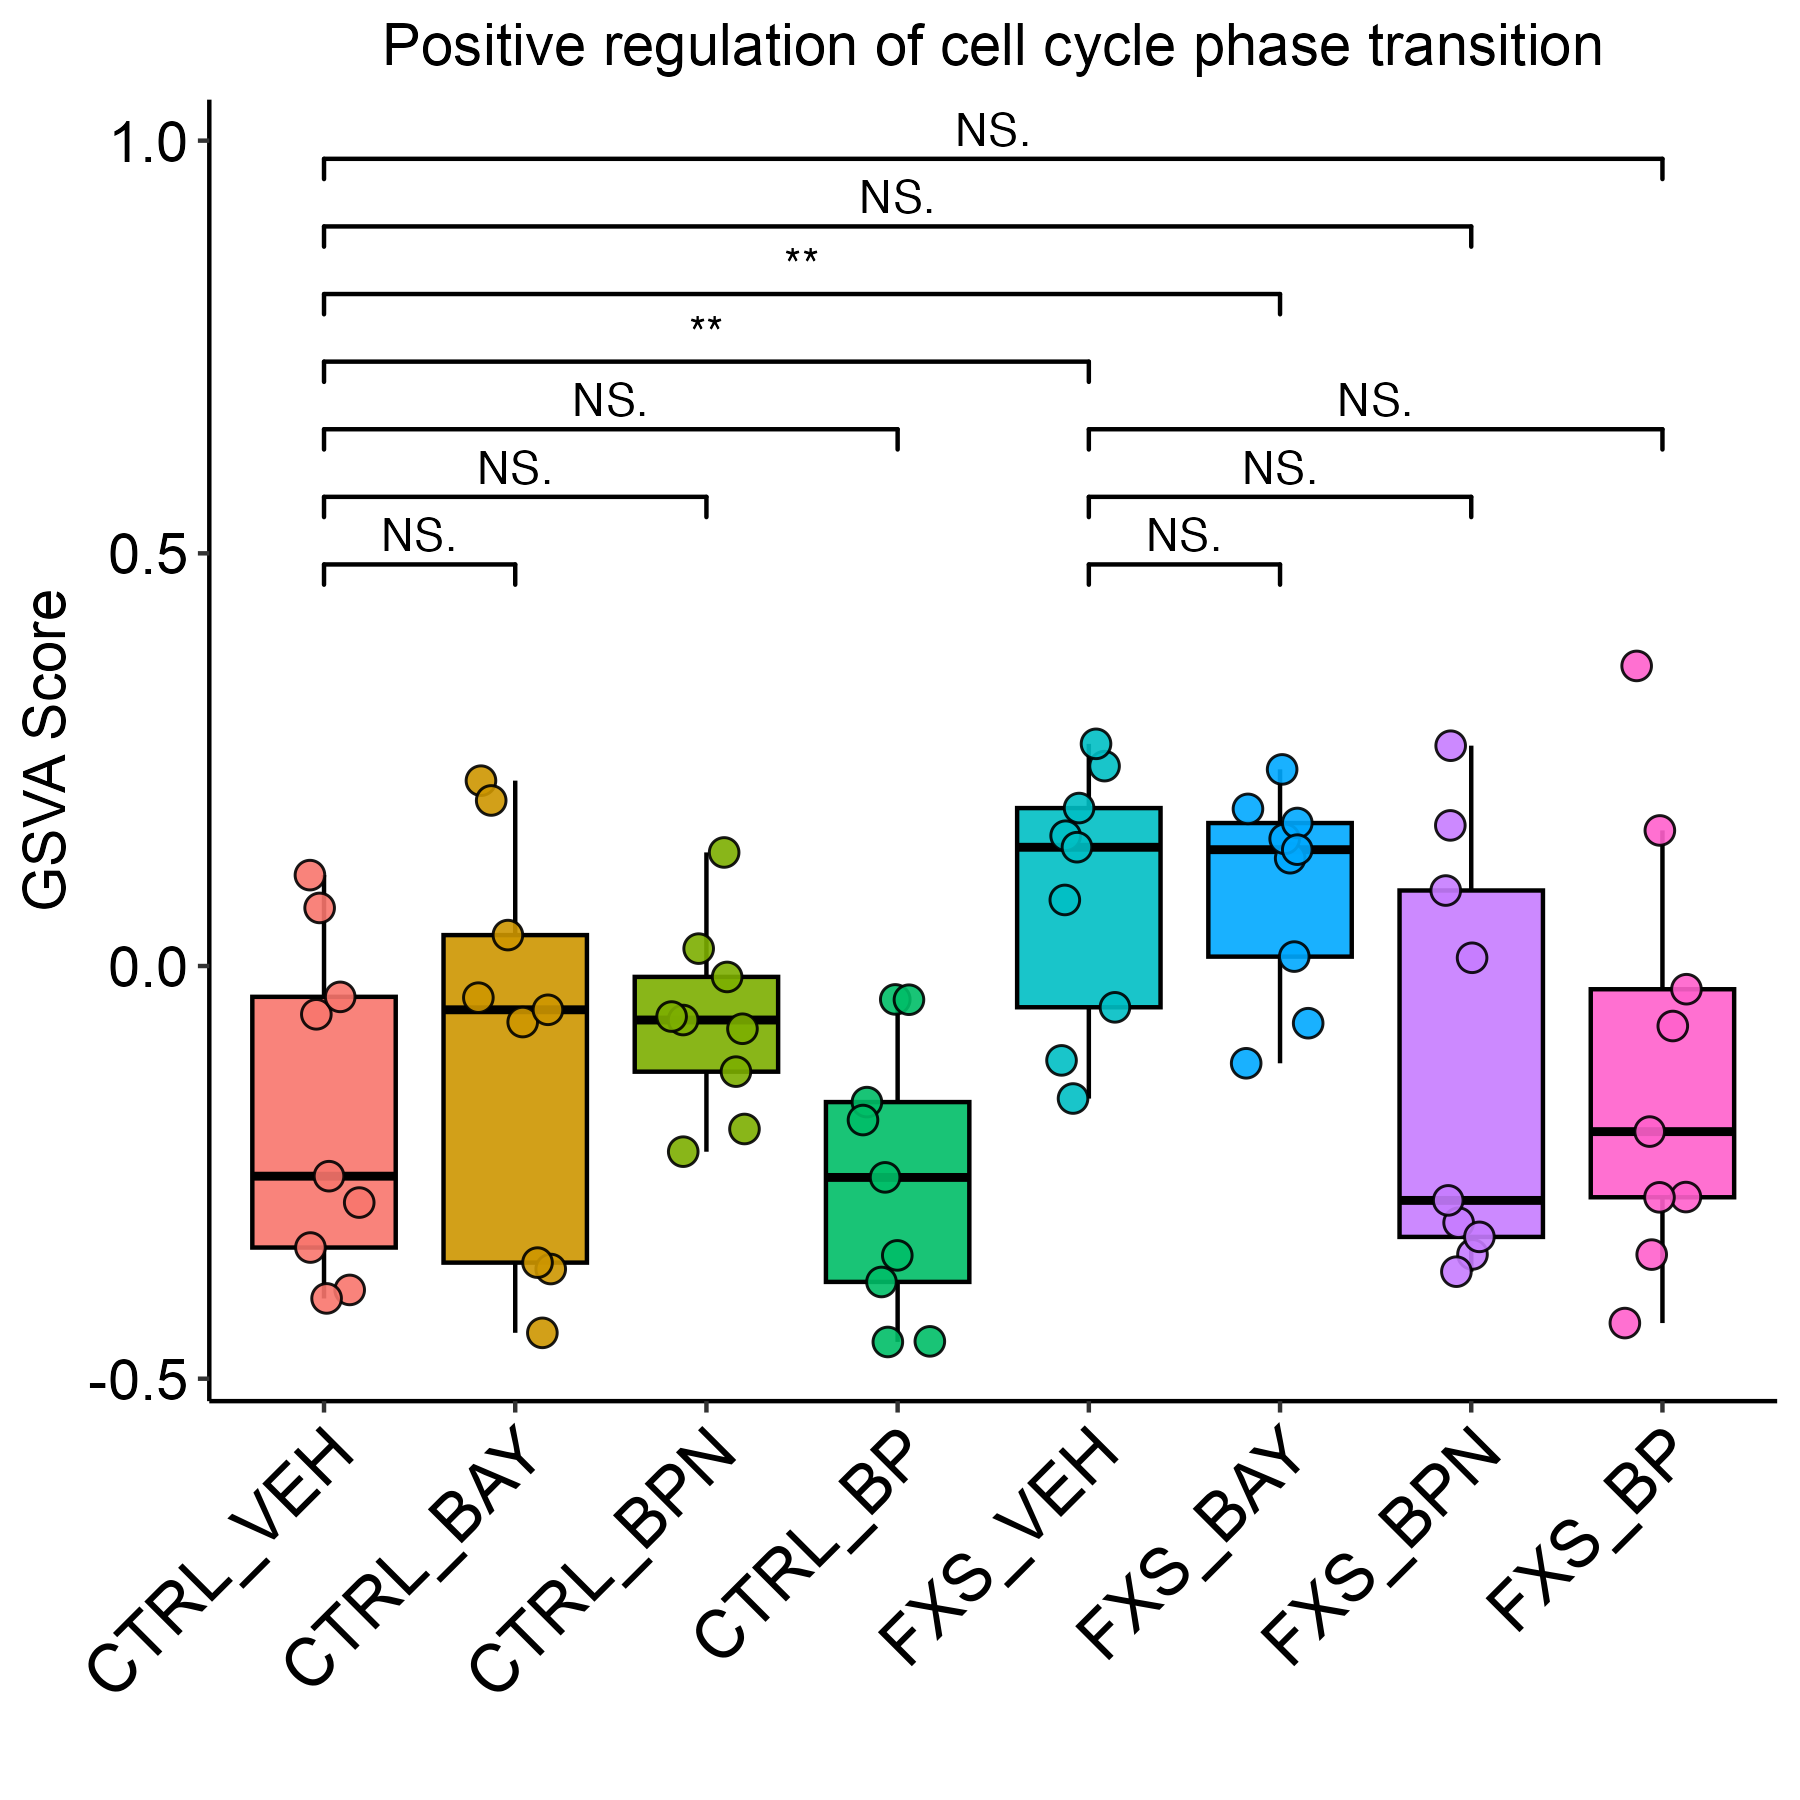 Positive regulation of cell cycle phase transition
GSVA Score
1.0
0.5
0.0
-0.5
NS.
NS.
**
**
NS.
NS.
NS.
NS.
NS.
NS.
CTRL_VEH
CTRL_BAY
CTRL_BPN
CTRL_BP
FXS_VEH
FXS_BAY
FXS_BPN
FXS_BP